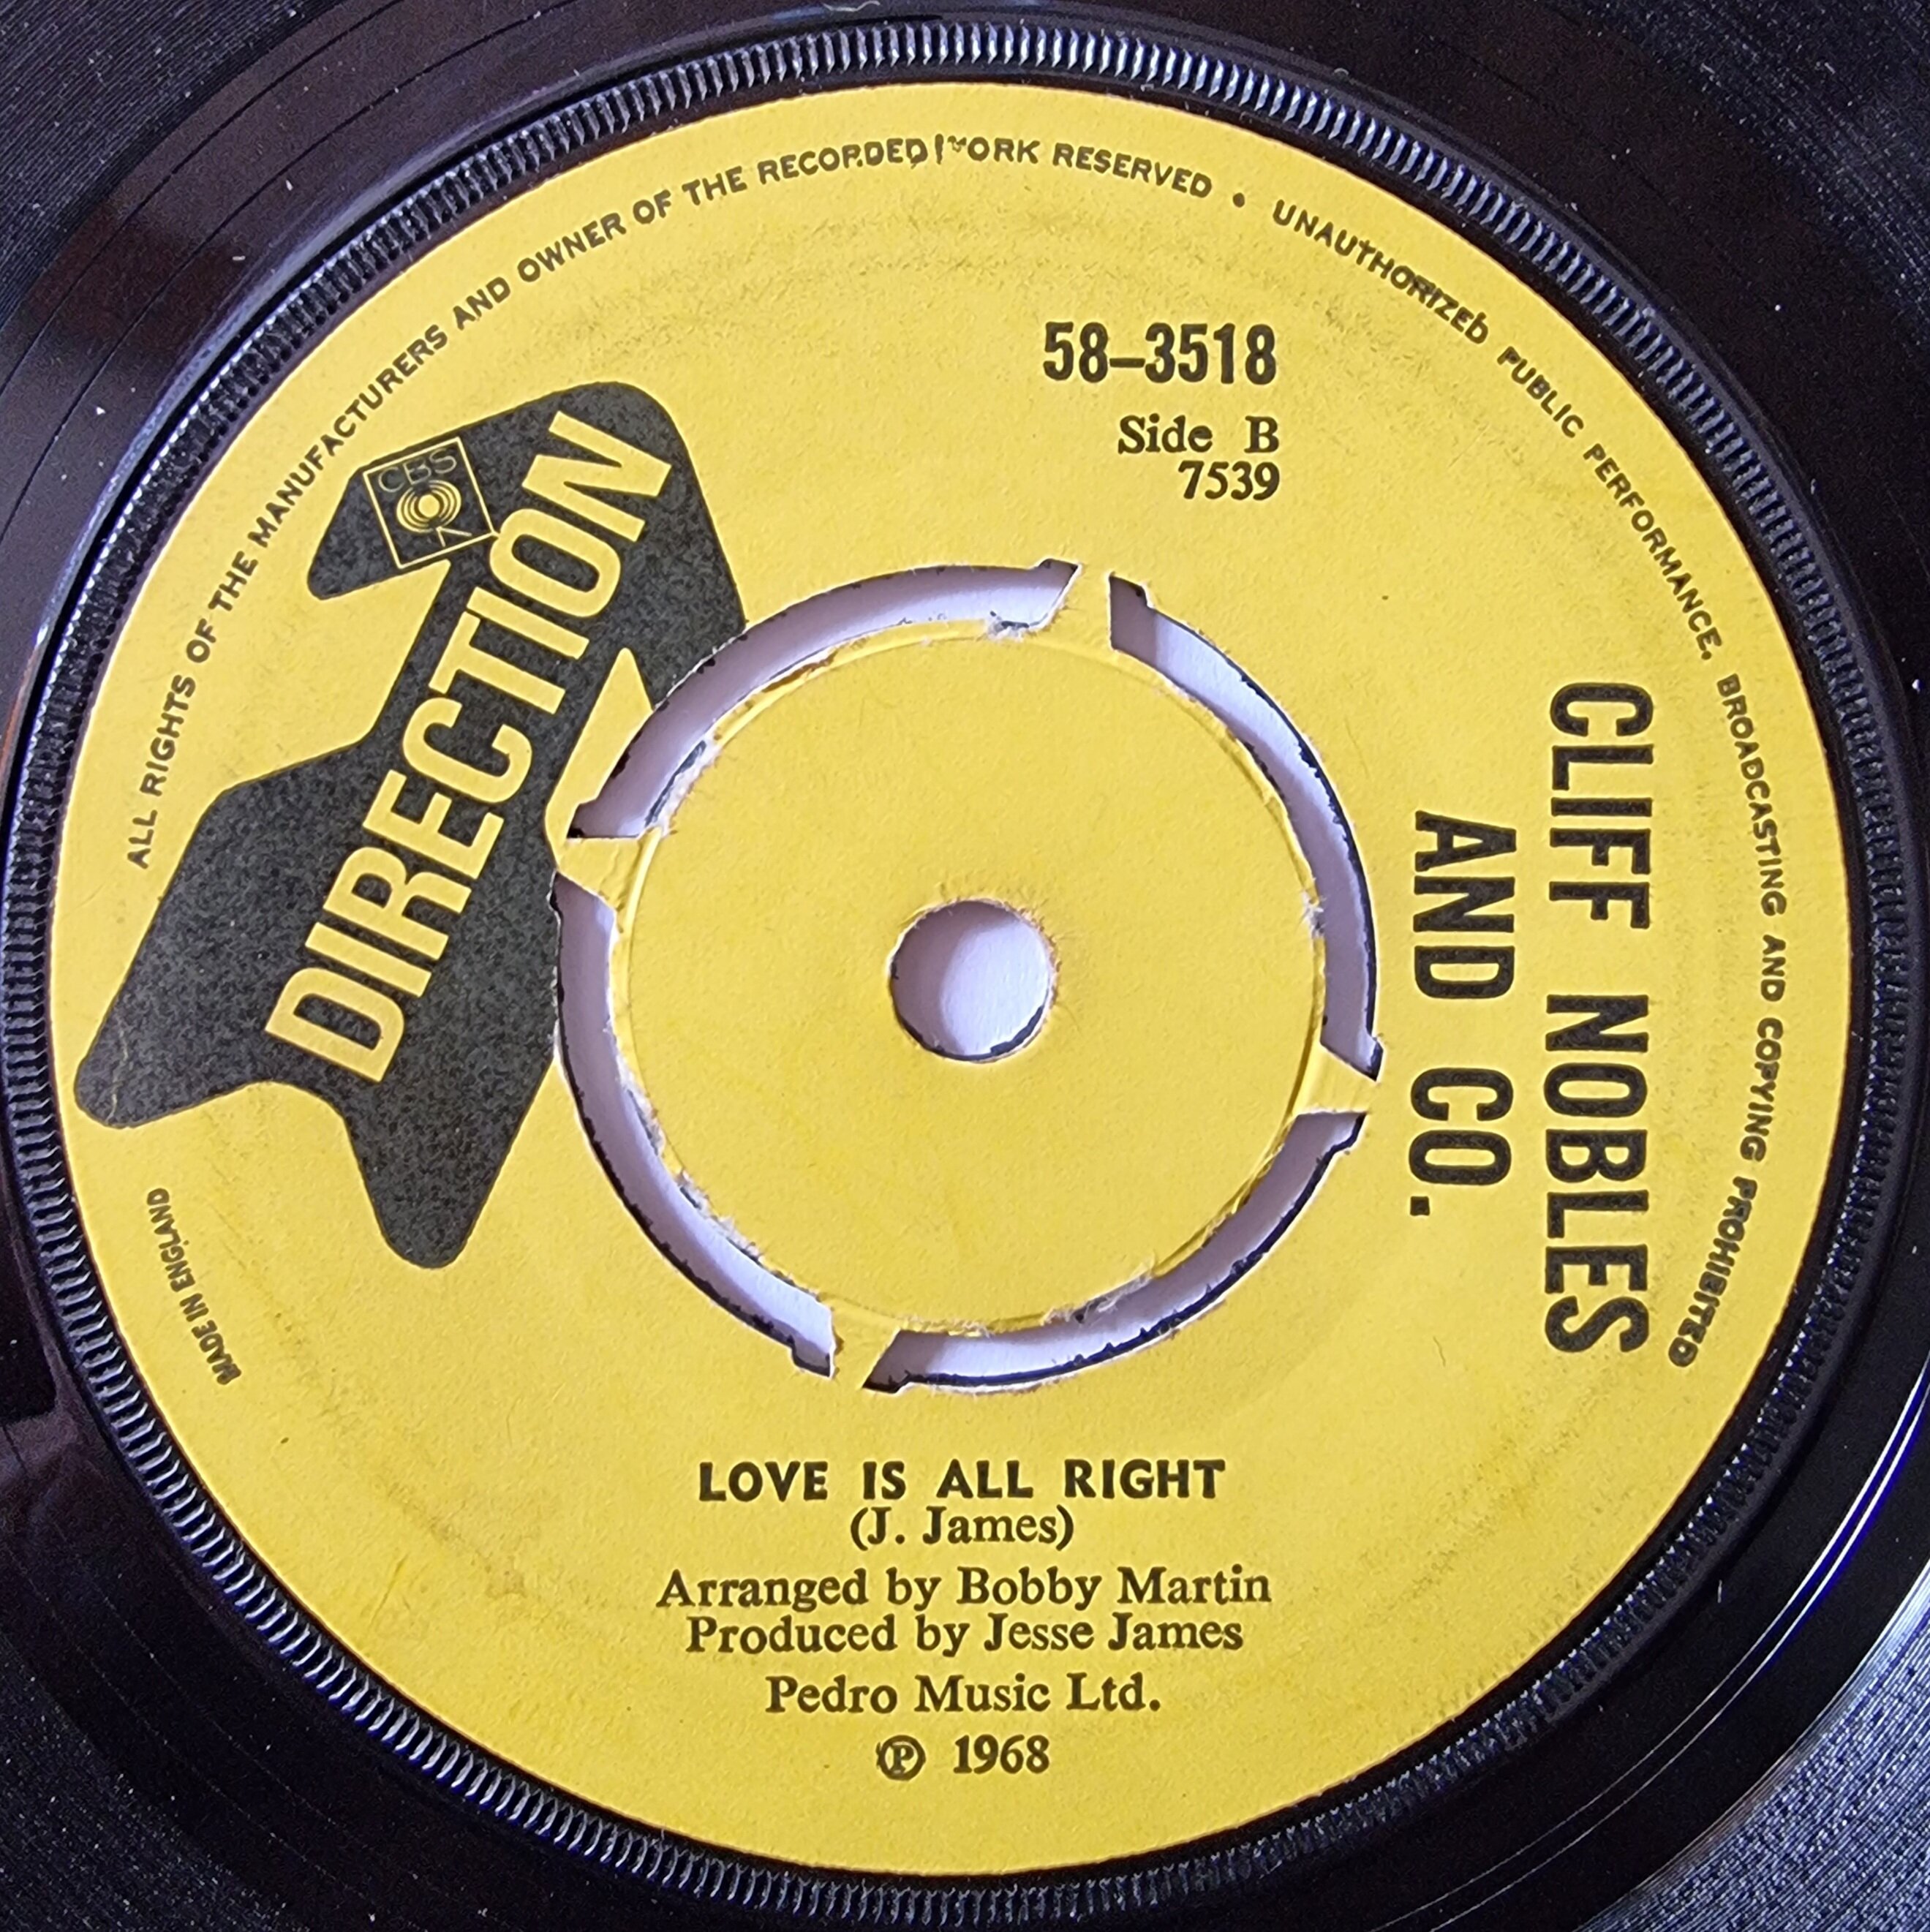 ALL RIGHTS OF THE MANUFACTURERS AND OWNER OF THE RECORDED WORK RESERVED • UNAUTHORIZED PUBLIC PERFORMANCE. BROADCASTING AND COPYING PROHIBITED
58–3518
Side B
7539
CBS
DIRECTION
CLIFF NOBLES
AND CO.
MADE IN ENGLAND
LOVE IS ALL RIGHT
(J. James)
Arranged by Bobby Martin
Produced by Jesse James
Pedro Music Ltd.
℗ 1968